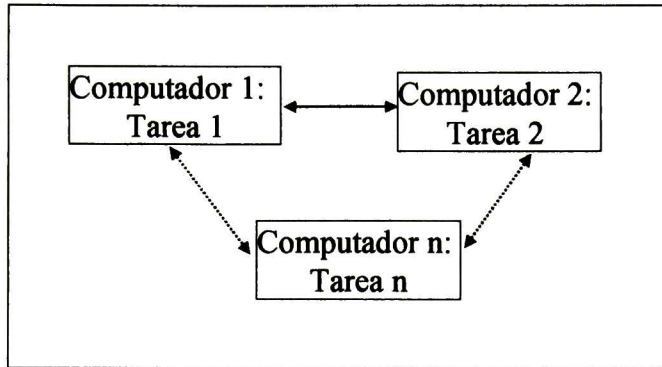 Computador 1:
Tarea 1
Computador 2:
Tarea 2
Computador n:
Tarea n